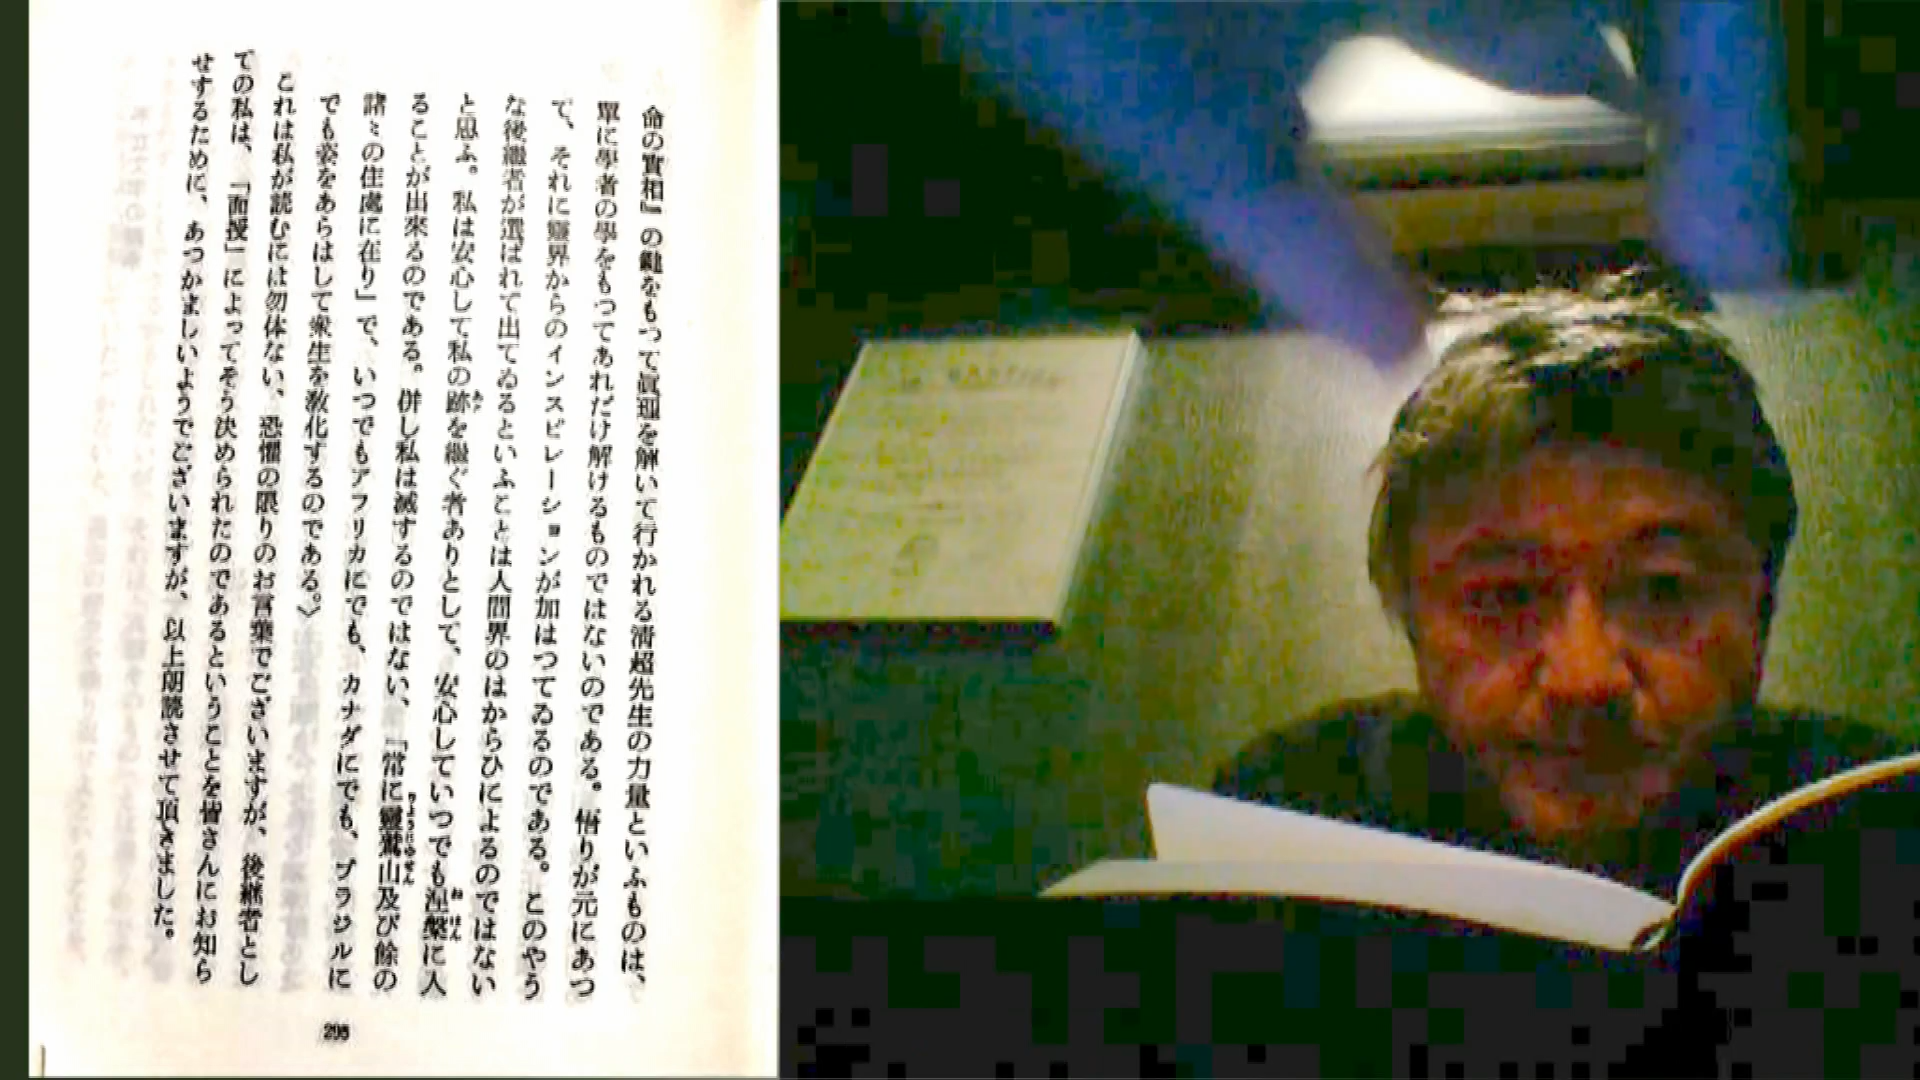 命の實相』の鍵をもつて眞理を解いて行かれる清超先生の力量といふものは、
單に學者の學をもつてあれだけ解けるものではないのである。悟りが元にあつ
て、それに靈界からのインスピレーションが加はつてゐるのである。このやう
な後繼者が選ばれて出てゐるといふことは人間界のはからひによるのではない
と思ふ。私は安心して私の跡を繼ぐ者ありとして、安心していつでも涅槃に入
ることが出來るのである。併し私は滅するのではない、「常に靈鷲山及び餘の
諸〻の住處に在り」で、いつでもアフリカにでも、カナダにでも、ブラジルに
でも姿をあらはして衆生を教化するのである。〉
これは私が読むには勿体ない、恐懼の限りのお言葉でございますが、後継者とし
ての私は、「面授」によってそう決められたのであるということを皆さんにお知ら
せするために、あつかましいようでございますが、以上朗読させて頂きました。
298